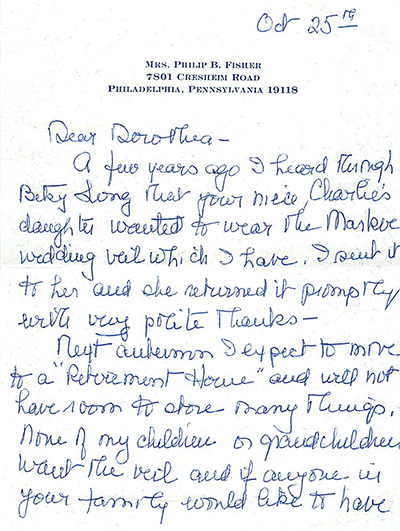 Oct 25th
MRS. PHILIP B. FISHER
7801 CRESHEIM ROAD
PHILADELPHIA, PENNSYLVANIA 19118
Dear Dorothea –
A few years ago I heard through
Betsy that your niece, Charlie's
daughter wanted to wear the
wedding veil which I have. I sent it
to her and she returned it promptly
with very polite thanks –
Next autumn I expect to move
to a "Retirement Home" and will not
have room to store many things.
None of my children or grandchildren
want the veil and if anyone in
your family would like to have